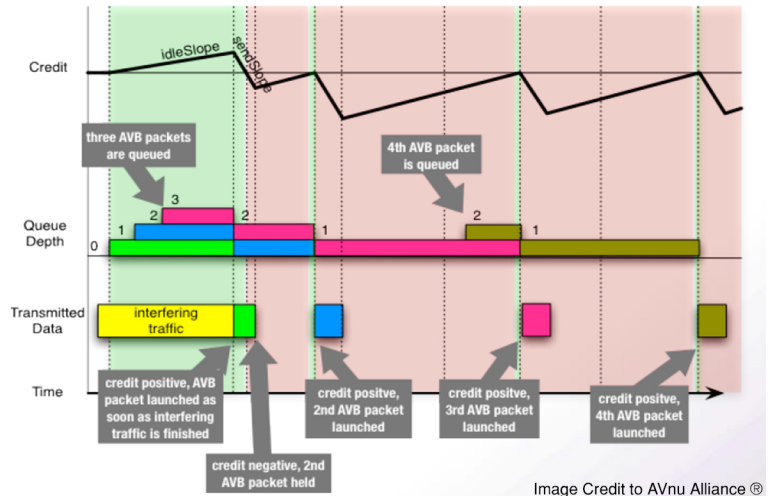 idleSlope
sendSlope
Credit
three AVB packets
are queued
4th AVB packet
is queued
3
2
2
2
1
1
1
Queue
Depth
0
Transmitted
Data
interfering
traffic
Time
credit positive, AVB
packet launched as
soon as interfering
traffic is finished
credit positve,
2nd AVB packet
launched
credit positve,
3rd AVB packet
launched
credit positve,
4th AVB packet
launched
credit negative, 2nd
AVB packet held
Image Credit to AVnu Alliance ®